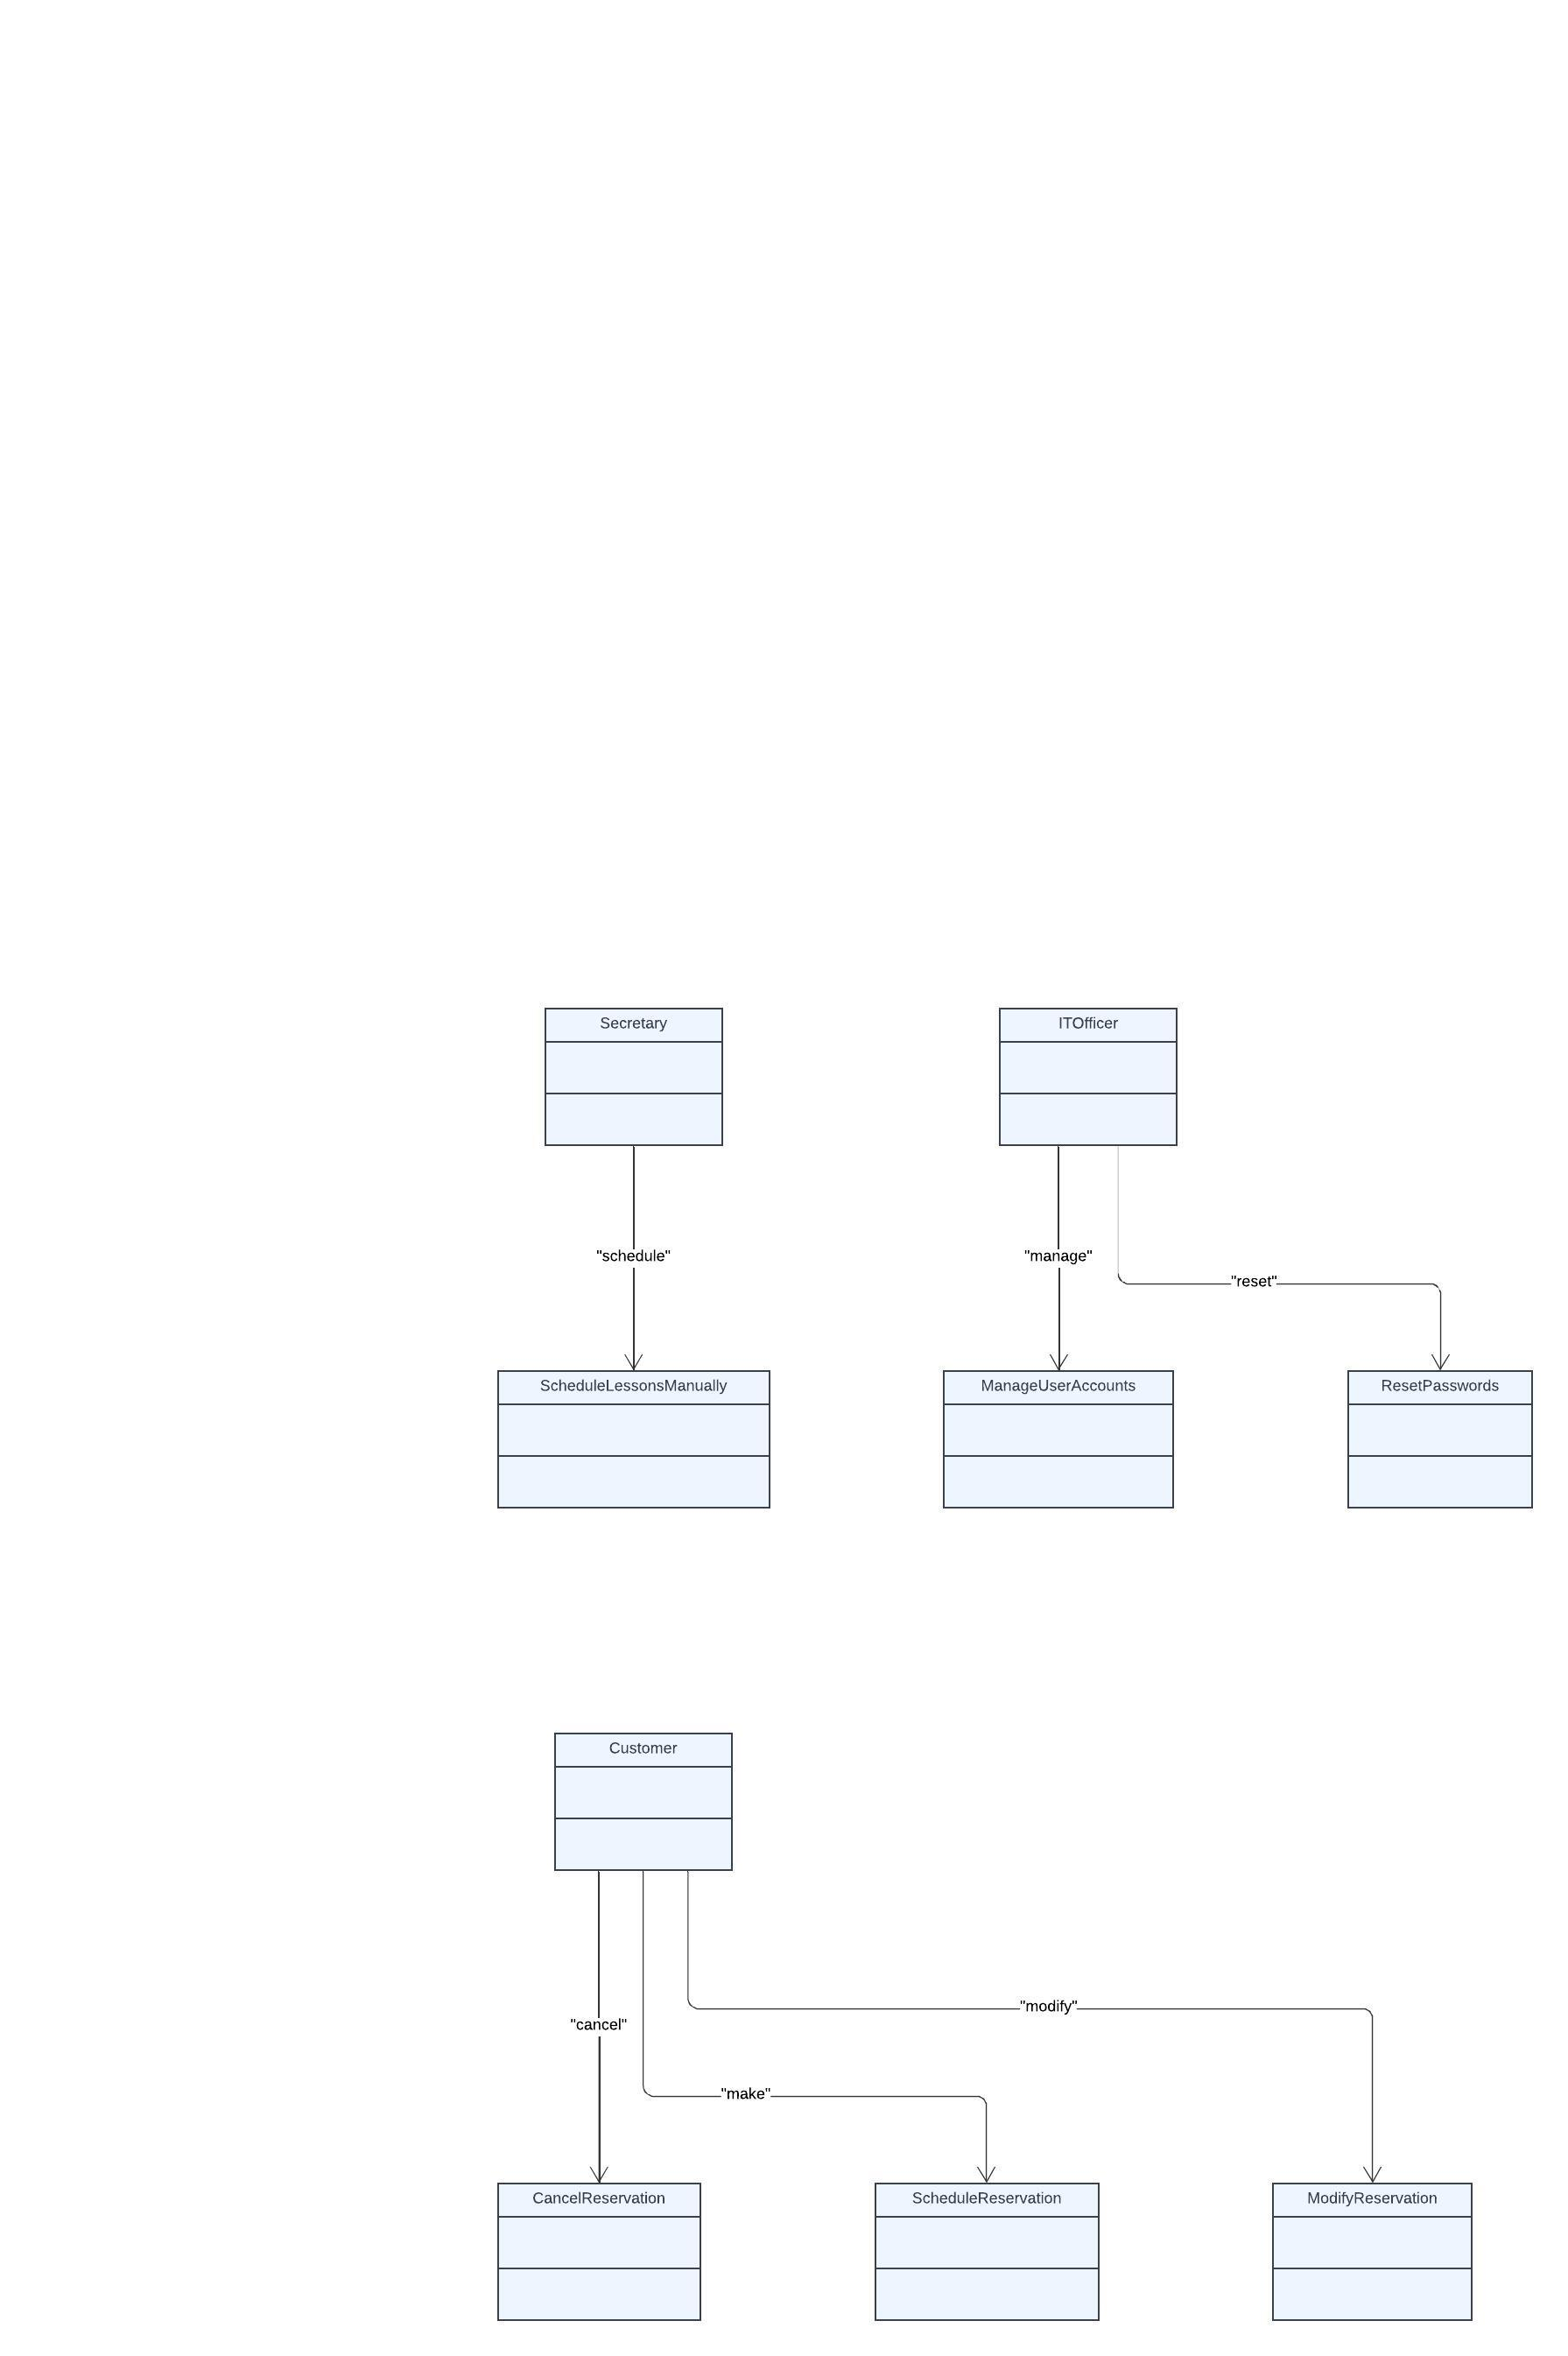 Secretary
ITOfficer
"schedule"
"manage"
"reset"
ScheduleLessonsManually
ManageUserAccounts
ResetPasswords
Customer
"modify"
"cancel"
"make"
CancelReservation
ScheduleReservation
ModifyReservation